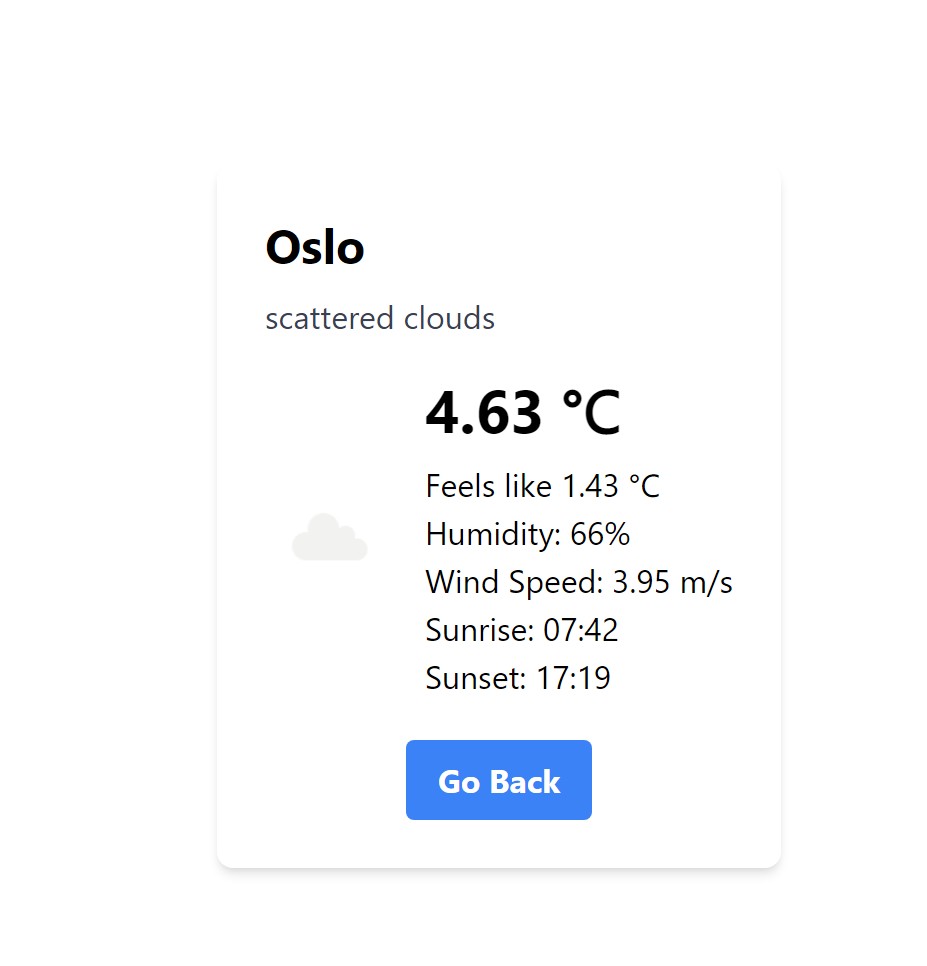 Oslo
scattered clouds
4.63 °C
Feels like 1.43 °C
Humidity: 66%
Wind Speed: 3.95 m/s
Sunrise: 07:42
Sunset: 17:19
Go Back